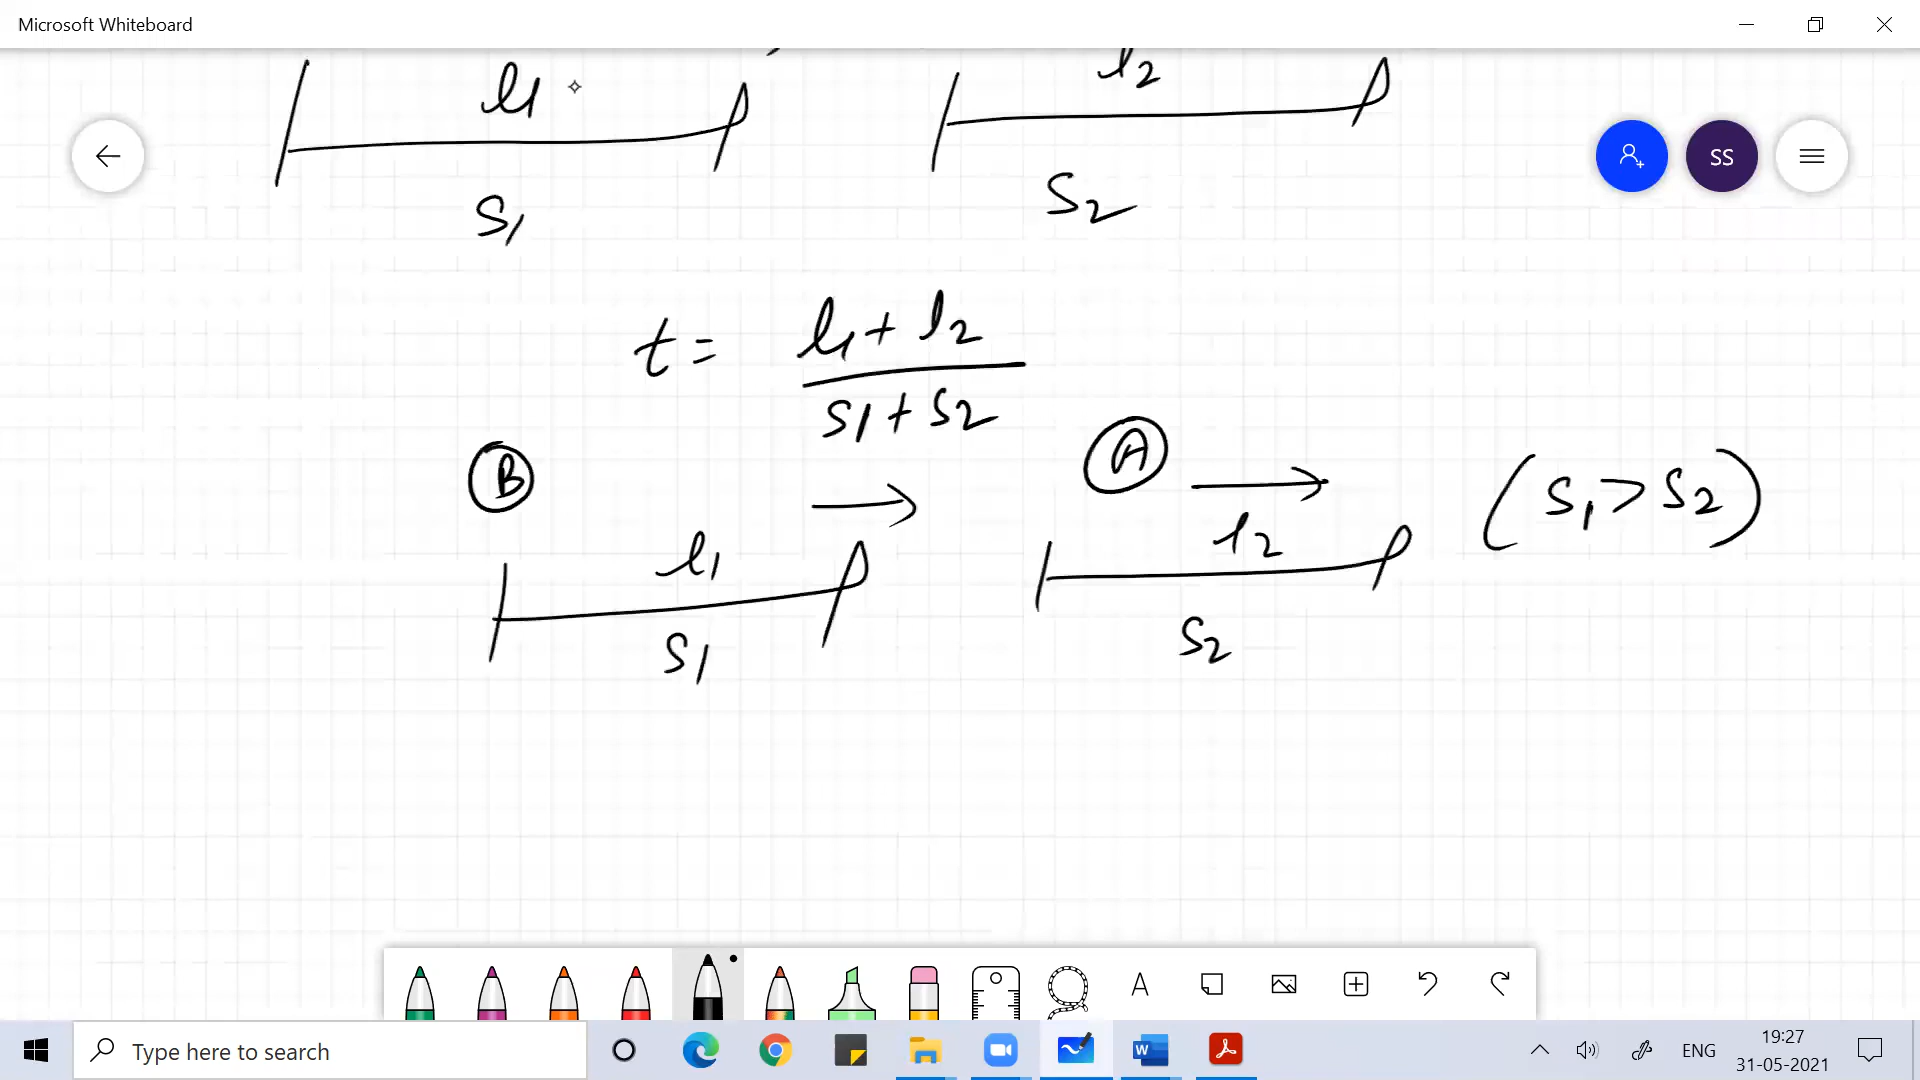 Microsoft Whiteboard
l1 l2
S1 S2
SS
t = l1 + l2
S1 + S2
B A
(S1 > S2)
l1 l2
S1 S2
A
Type here to search
ENG
19:27
31-05-2021